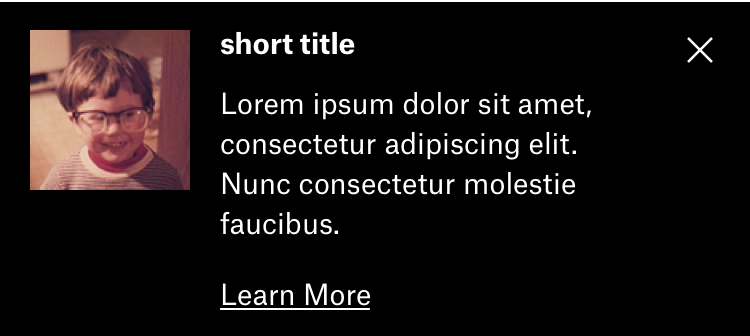 short title
Lorem ipsum dolor sit amet,
consectetur adipiscing elit.
Nunc consectetur molestie
faucibus.
Learn More